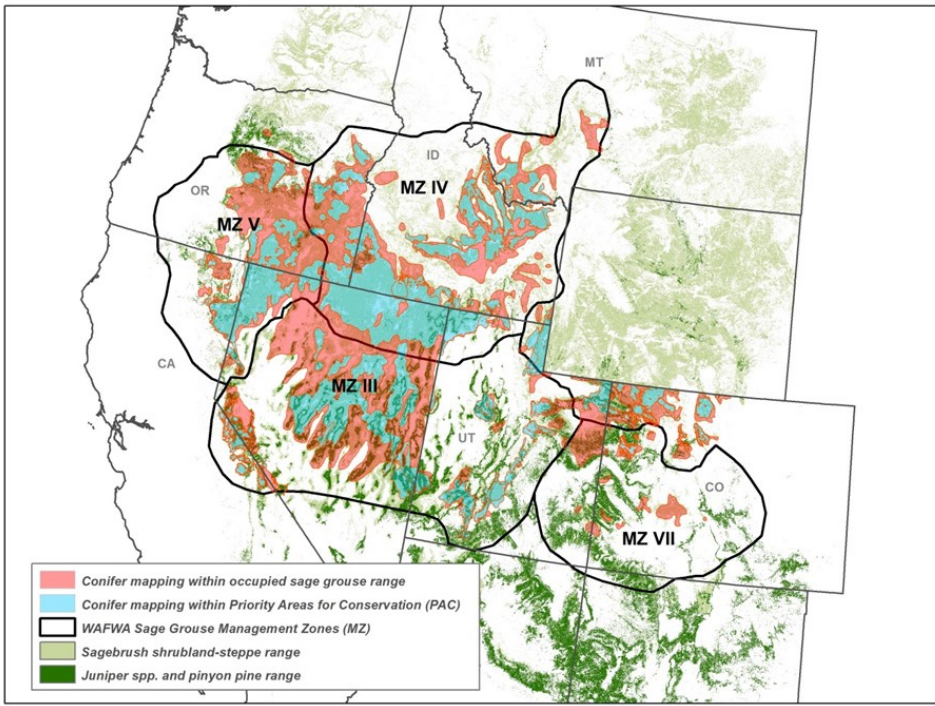 MT
ID
MZ IV
OR
MZ V
CA
MZ III
UT
CO
MZ VII
Conifer mapping within occupied sage grouse range
Conifer mapping within Priority Areas for Conservation (PAC)
WAFWA Sage Grouse Management Zones (MZ)
Sagebrush shrubland-steppe range
Juniper spp. and pinyon pine range